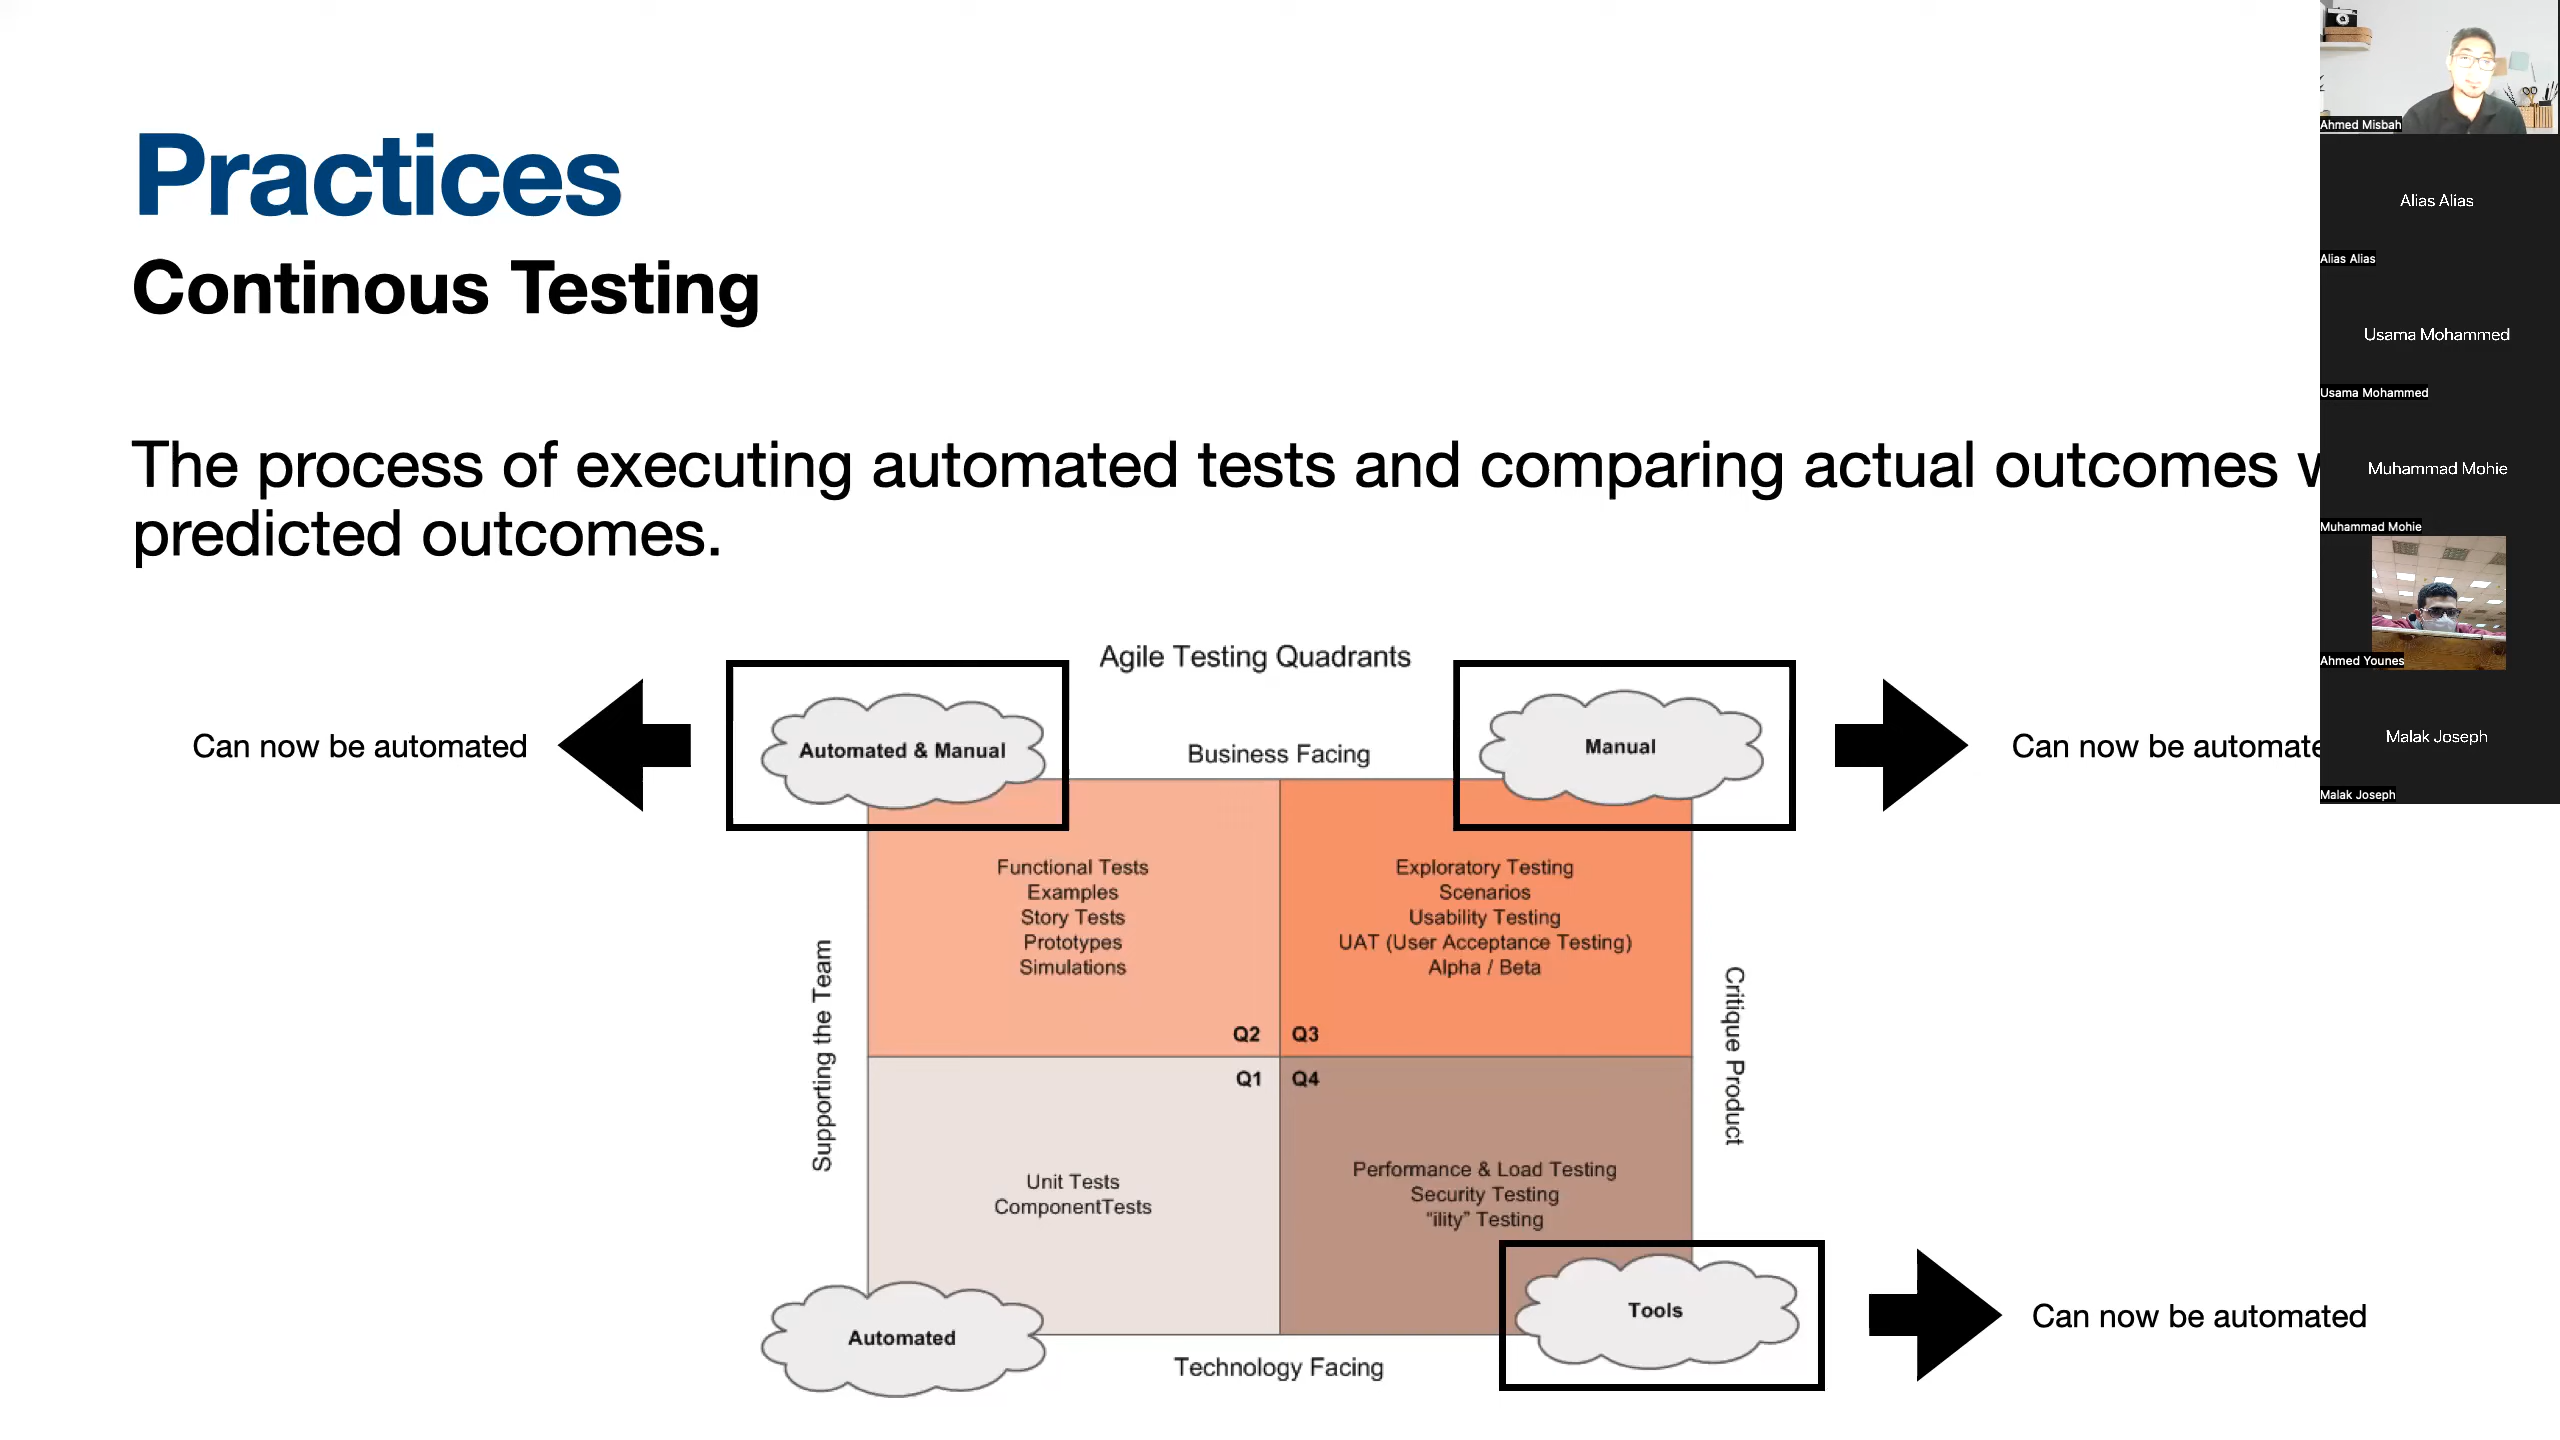 Practices
Continous Testing
The process of executing automated tests and comparing actual outcomes
predicted outcomes.
Agile Testing Quadrants
Can now be automated
Automated & Manual
Business Facing
Manual
Can now be automate
Functional Tests
Examples
Story Tests
Prototypes
Simulations
Q2
Exploratory Testing
Scenarios
Usability Testing
UAT (User Acceptance Testing)
Alpha / Beta
Q3
Supporting the Team
Critique Product
Q1
Unit Tests
ComponentTests
Q4
Performance & Load Testing
Security Testing
"ility" Testing
Automated
Technology Facing
Tools
Can now be automated
Ahmed Misbah
Alias Alias
Alias Alias
Usama Mohammed
Usama Mohammed
Muhammad Mohie
Muhammad Mohie
Ahmed Younes
Malak Joseph
Malak Joseph